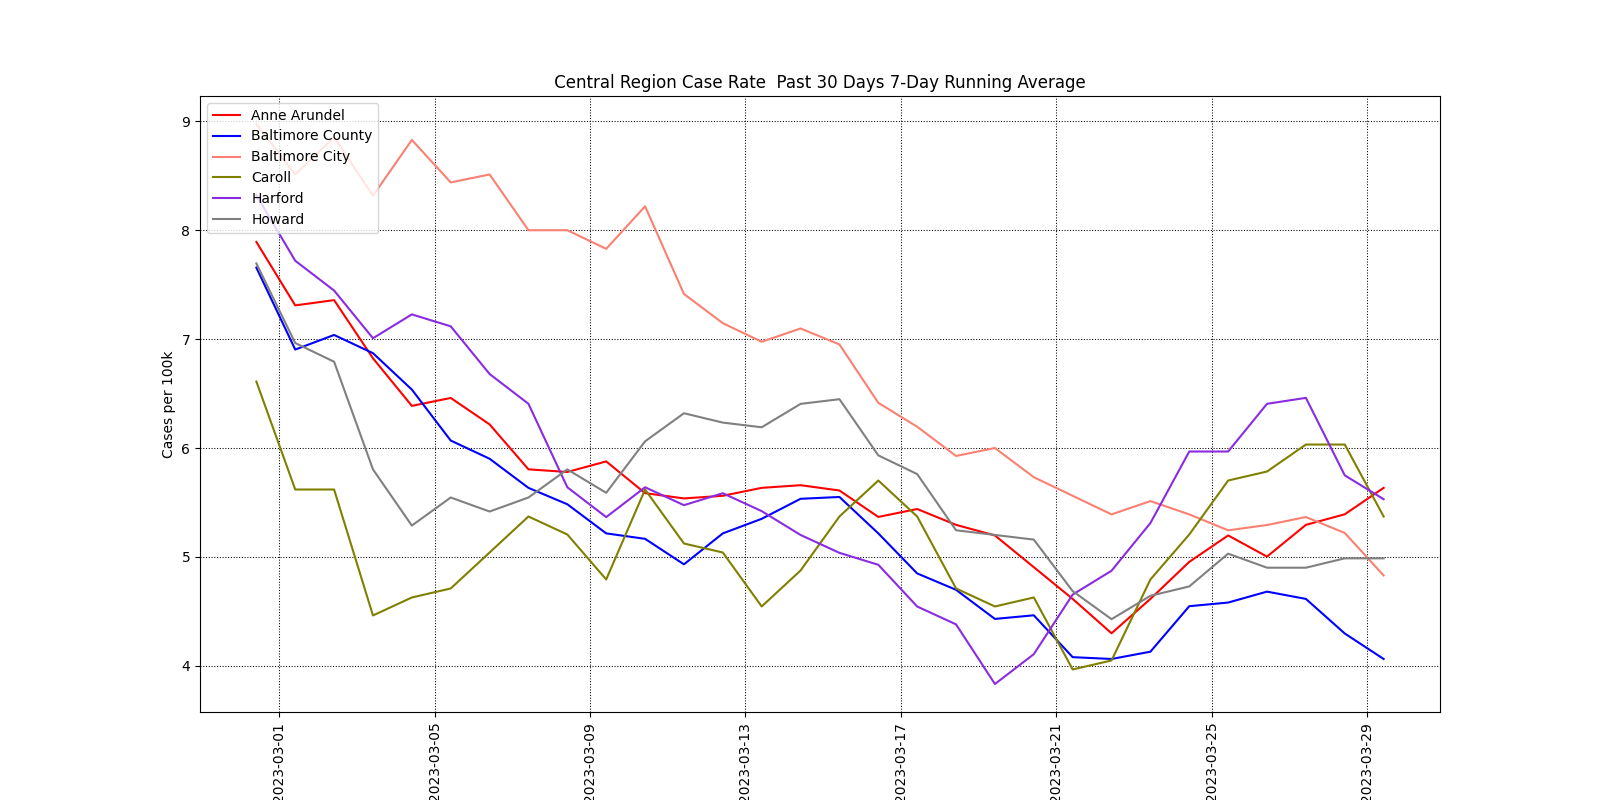 Central Region Case Rate  Past 30 Days 7-Day Running Average
Anne Arundel
Baltimore County
Baltimore City
Caroll
Harford
Howard
Cases per 100k
9
8
7
6
5
4
2023-03-01
2023-03-05
2023-03-09
2023-03-13
2023-03-17
2023-03-21
2023-03-25
2023-03-29